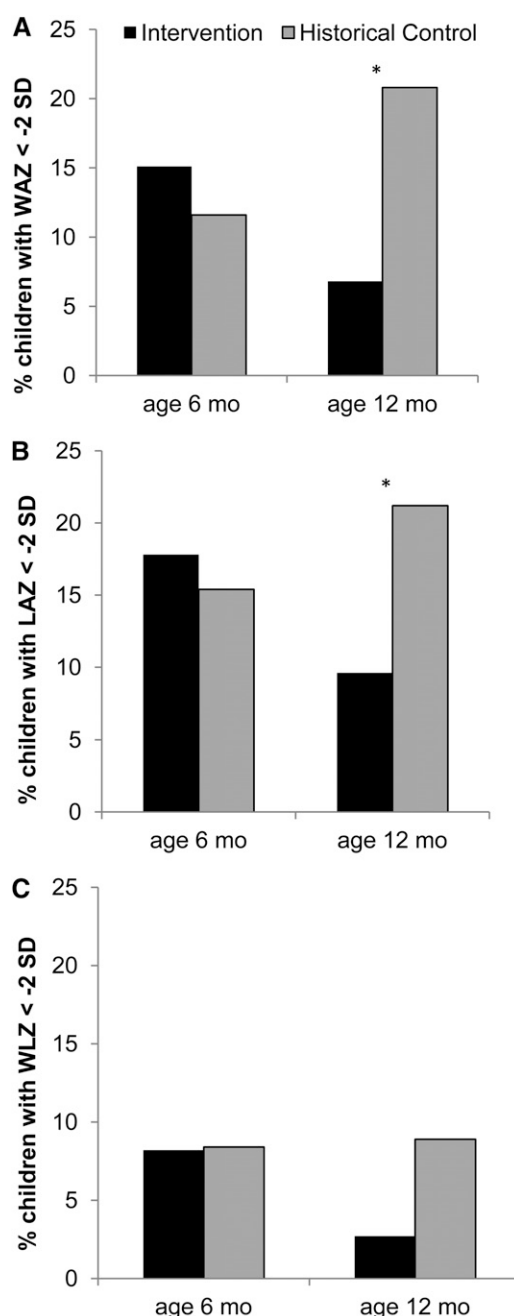 A
Intervention Historical Control
% children with WAZ < -2 SD
25
20
15
10
5
0
*
age 6 mo age 12 mo
B
% children with LAZ < -2 SD
25
20
15
10
5
0
*
age 6 mo age 12 mo
C
% children with WLZ < -2 SD
25
20
15
10
5
0
age 6 mo age 12 mo